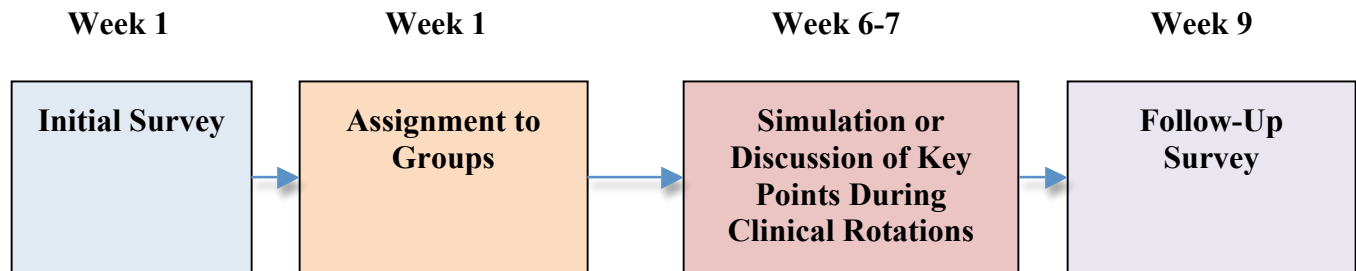 Week 1
Week 1
Week 6-7
Week 9
Initial Survey
Assignment to
Groups
Simulation or
Discussion of Key
Points During
Clinical Rotations
Follow-Up
Survey